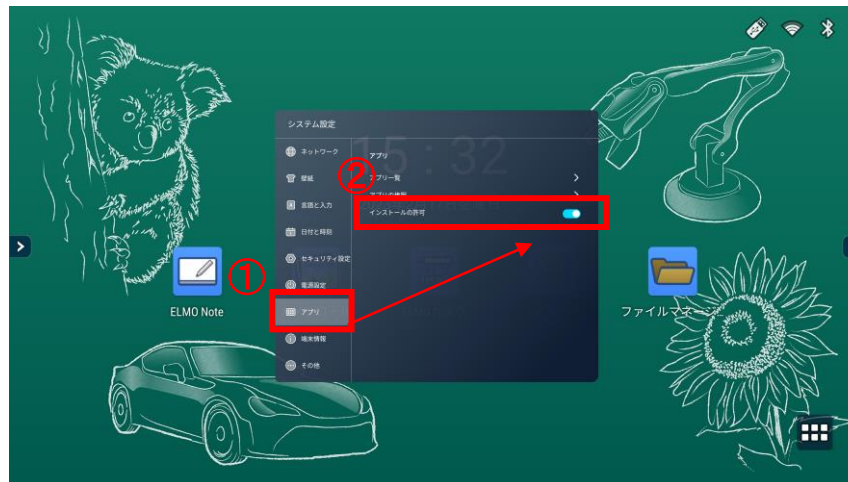 システム設定
ネットワーク
壁紙
言語と入力
日付と時刻
セキュリティ設定
電源設定
アプリ
端末情報
その他
15:32
アプリ
アプリ一覧
インストールの許可
①
②
ELMO Note
ファイルマネージ